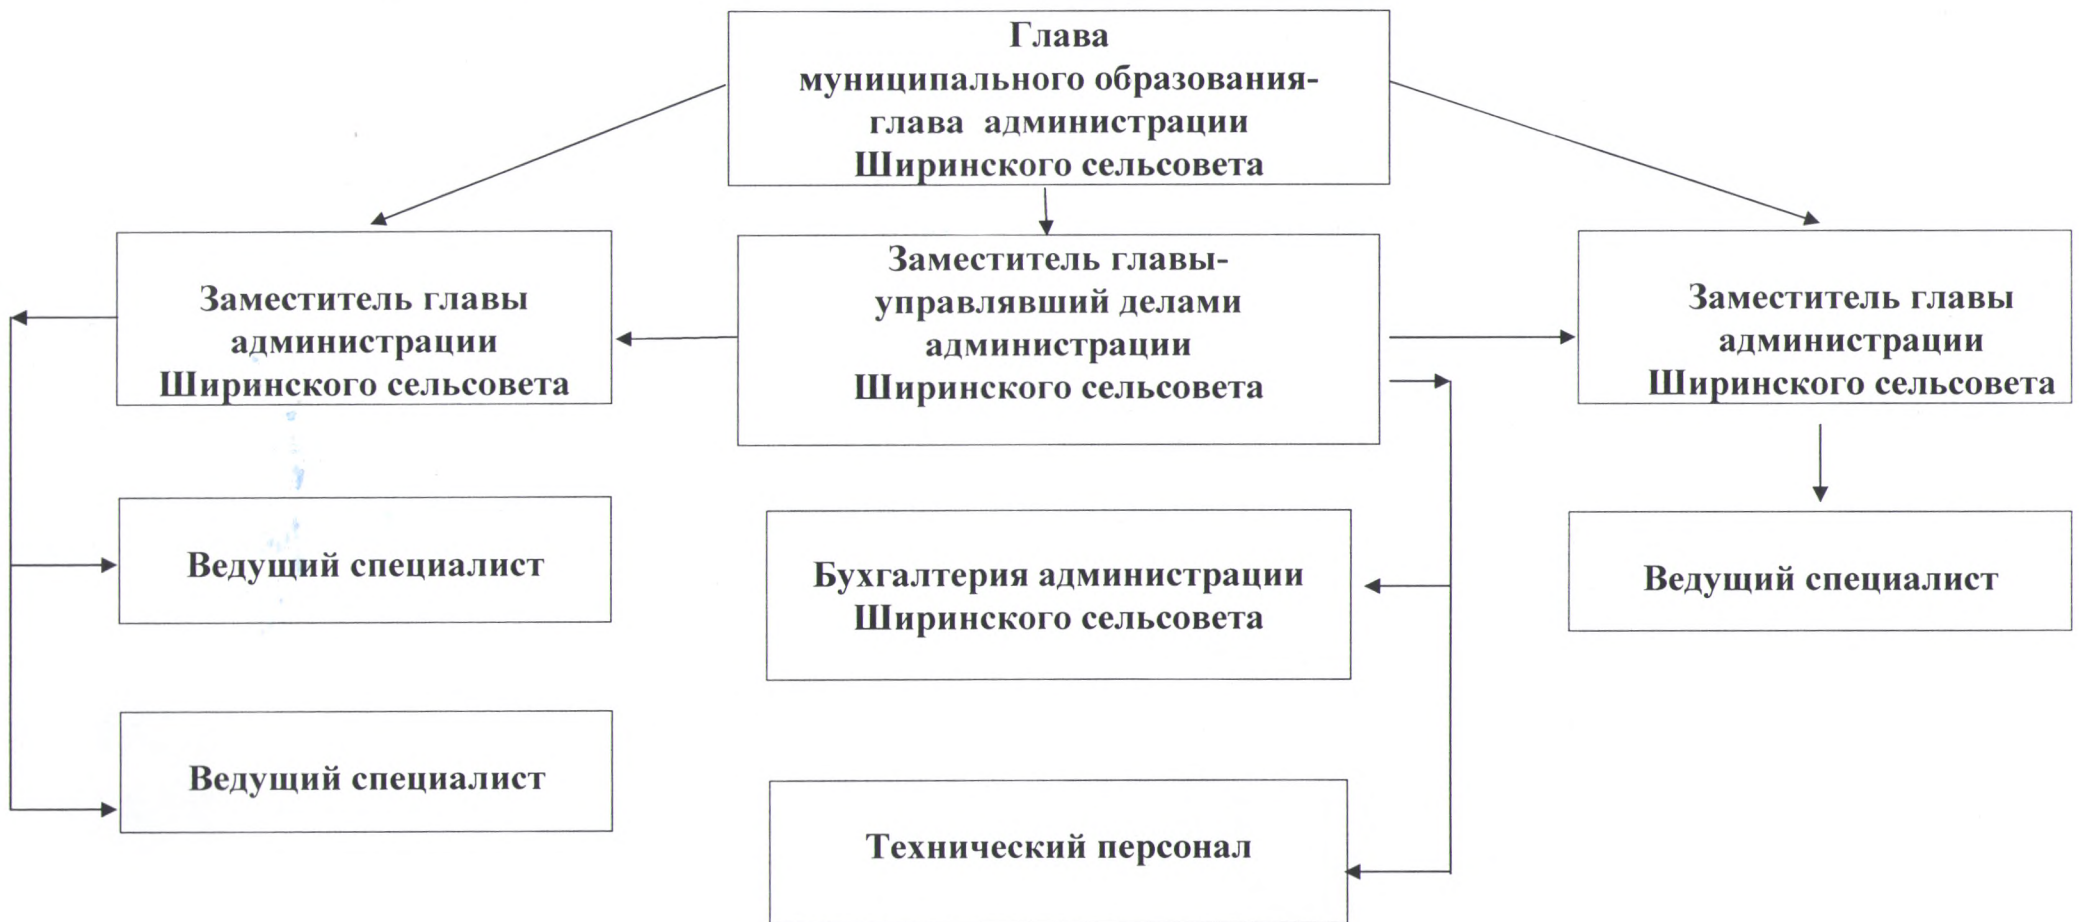 Глава
муниципального образования-
глава администрации
Ширинского сельсовета
Заместитель главы
администрации
Ширинского сельсовета
Заместитель главы-
управлявший делами
администрации
Ширинского сельсовета
Заместитель главы
администрации
Ширинского сельсовета
Ведущий специалист
Бухгалтерия администрации
Ширинского сельсовета
Ведущий специалист
Ведущий специалист
Технический персонал